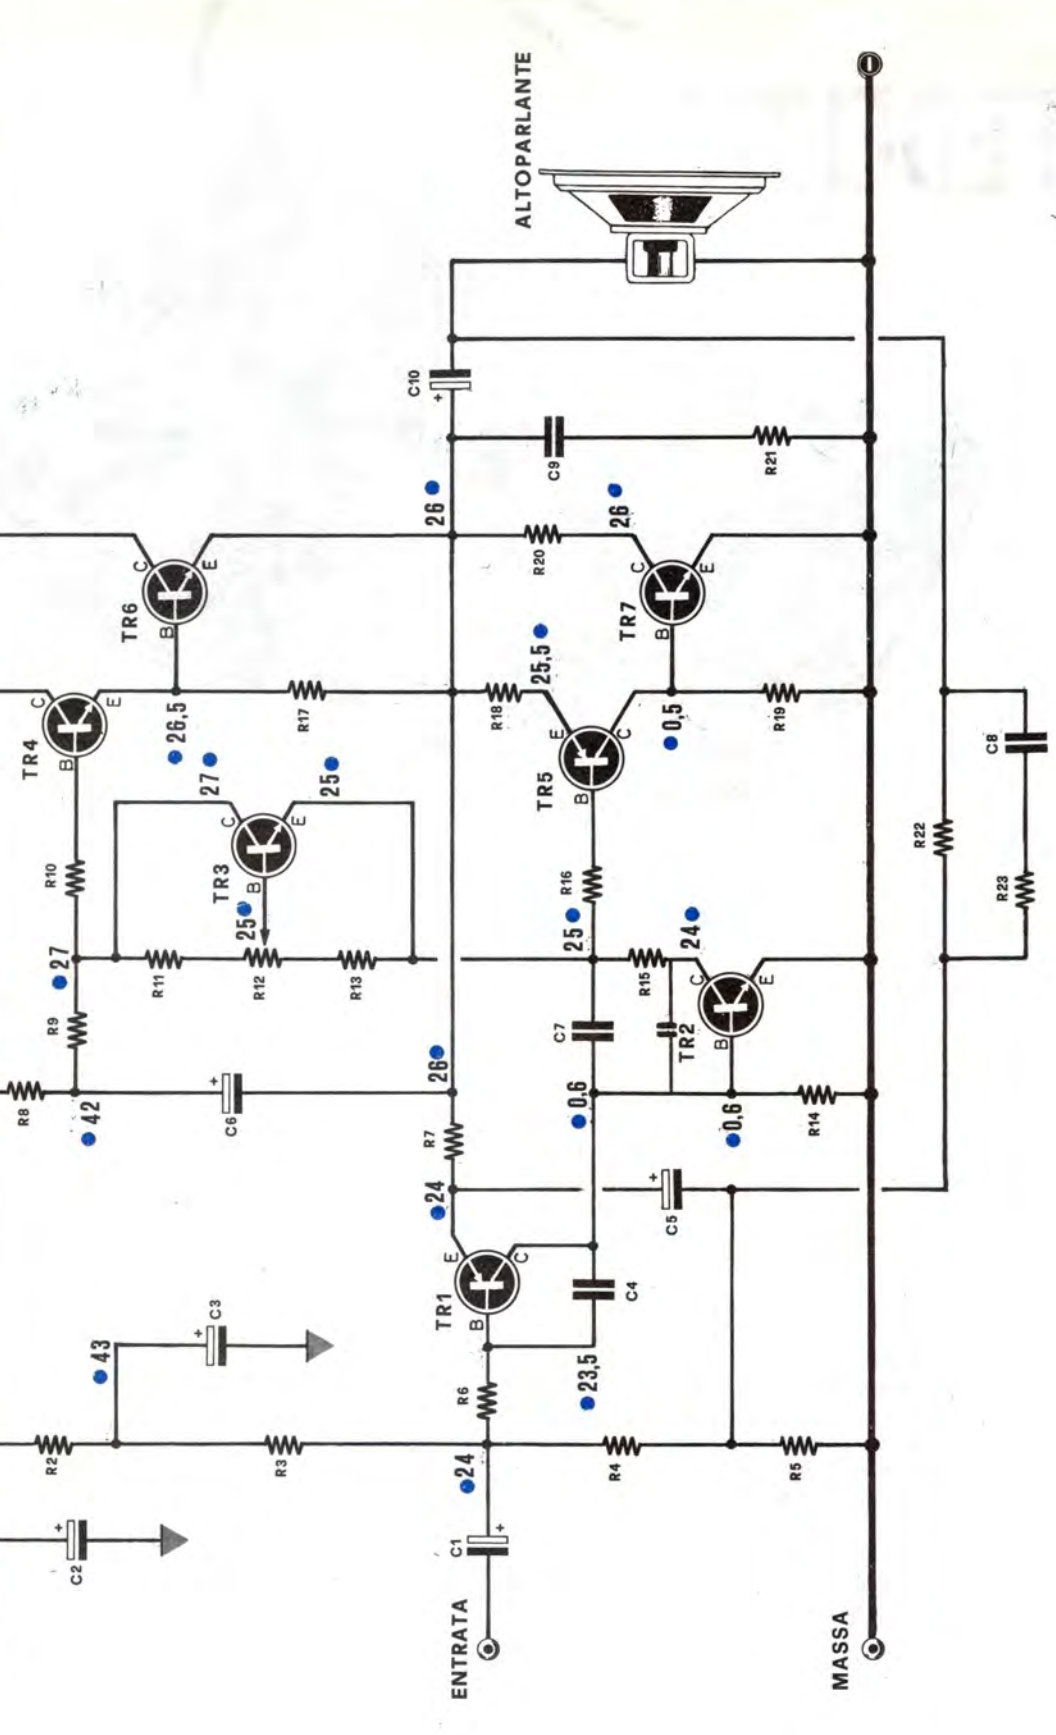 ALTOPARLANTE
C10
+
C9
R21
26
26
R20
TR6
C
E
B
TR7
C
E
B
25,5
R17
R18
R19
0,5
26,5
TR4
C
E
B
27
25
TR5
E
C
B
C8
R22
R23
R10
TR3
C
E
B
25
R16
25
24
R11
R12
R13
27
R9
R15
C7
TR2
C
E
B
R8
42
C6
+
26
R7
0,6
0,6
R14
24
C5
+
TR1
E
C
B
C4
C3
+
43
R6
23,5
R2
R3
24
R4
R5
C2
+
C1
+
ENTRATA
MASSA